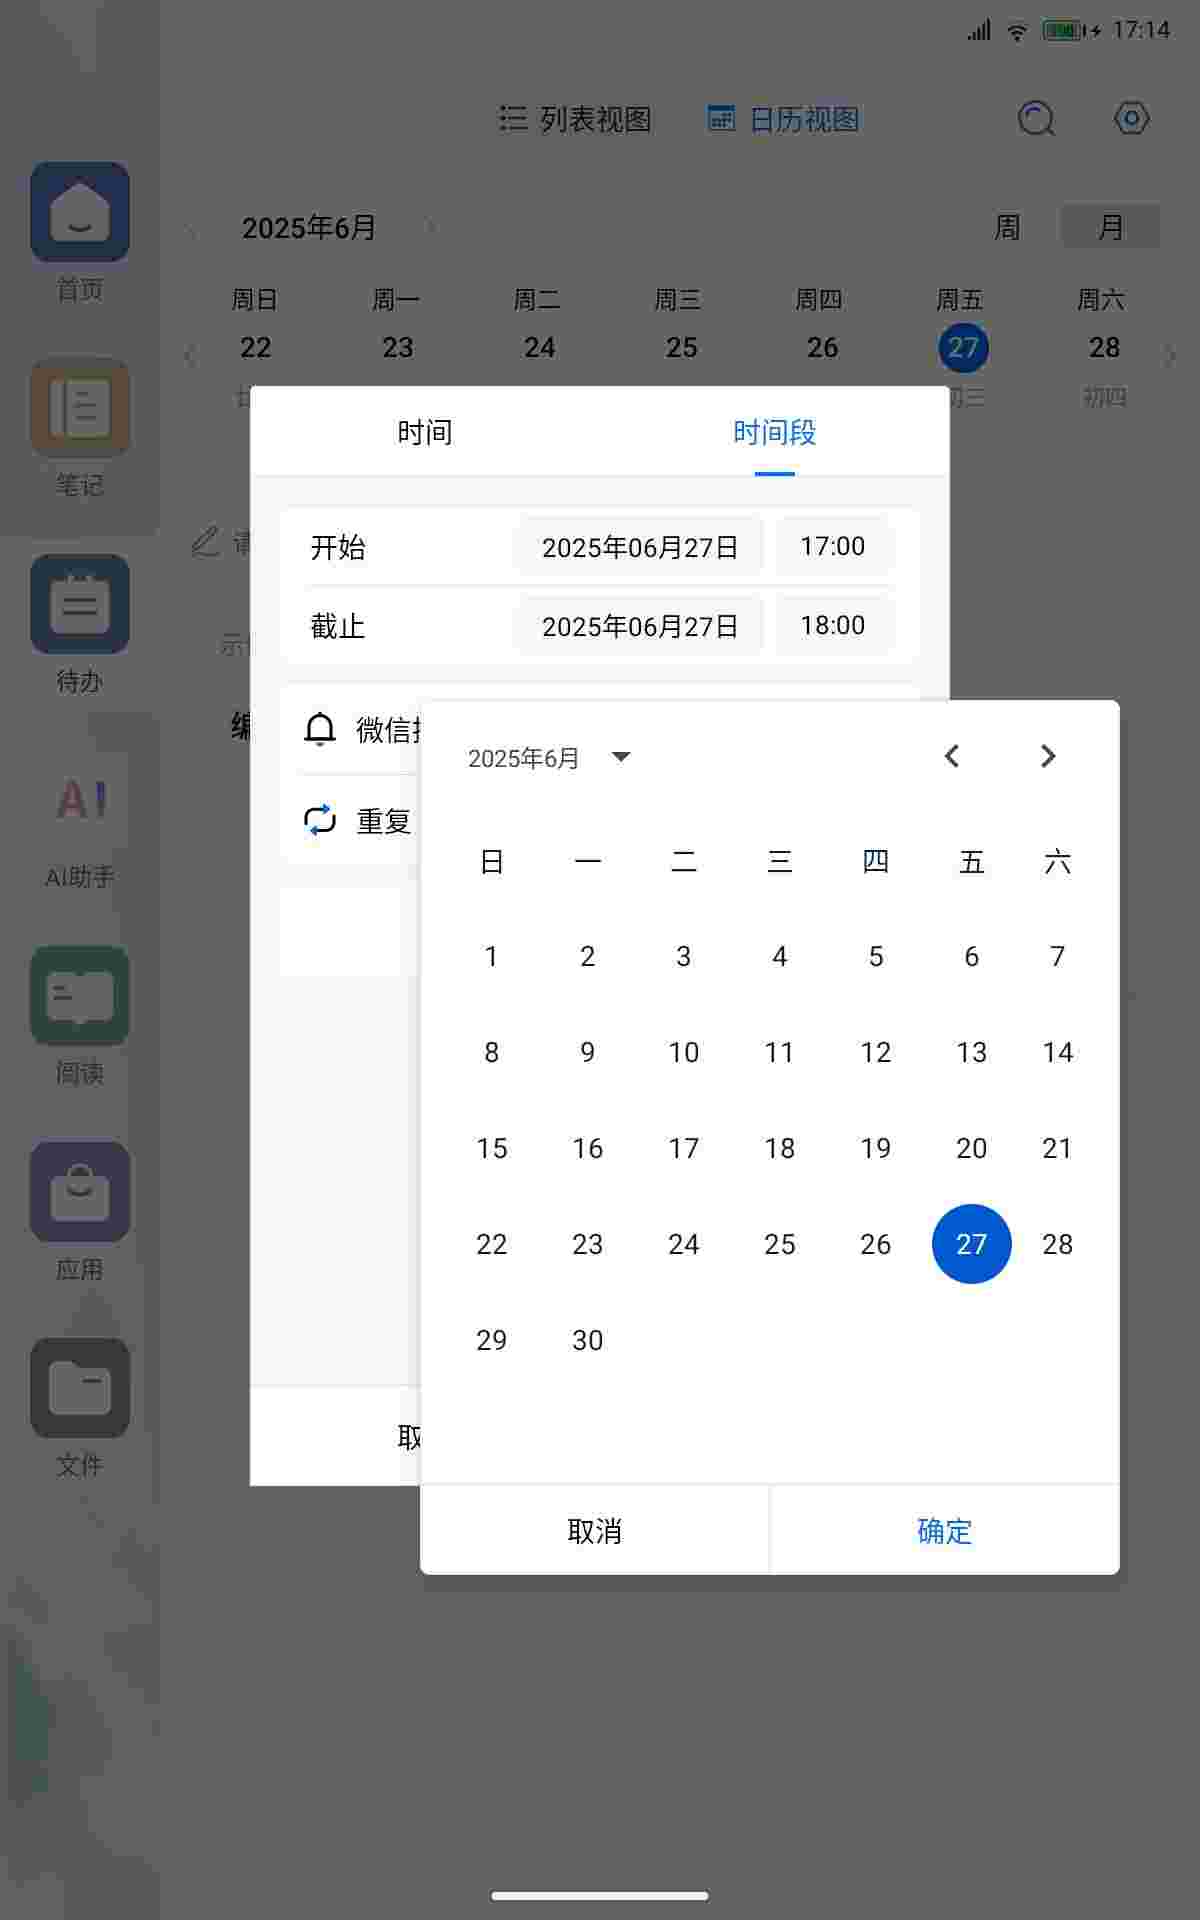 17:14
列表视图
日历视图
2025年6月
周
月
周日 周一 周二 周三 周四 周五 周六
22 23 24 25 26 27 28
初三 初四
首页
笔记
待办
AI
AI助手
阅读
应用
文件
时间
时间段
开始 2025年06月27日 17:00
截止 2025年06月27日 18:00
微信
重复
2025年6月
日 一 二 三 四 五 六
1 2 3 4 5 6 7
8 9 10 11 12 13 14
15 16 17 18 19 20 21
22 23 24 25 26 27 28
29 30
取
取消
确定